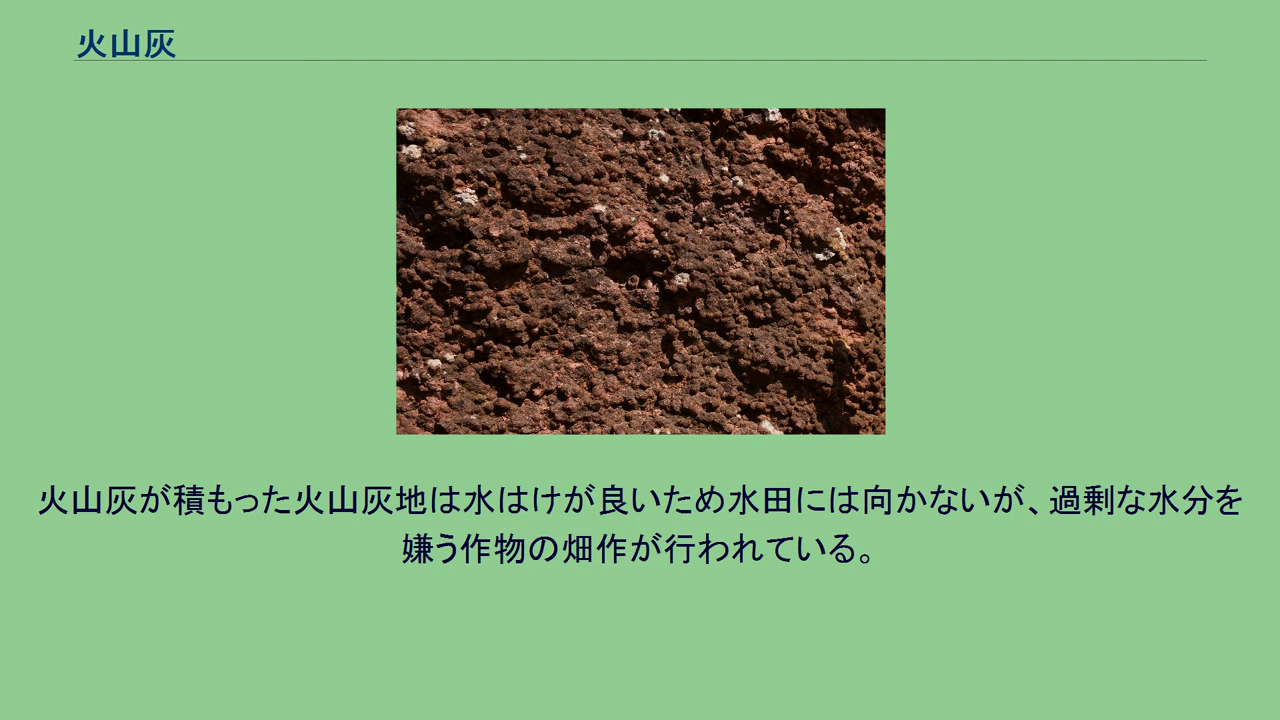 火山灰
火山灰が積もった火山灰地は水はけが良いため水田には向かないが、過剰な水分を
嫌う作物の畑作が行われている。